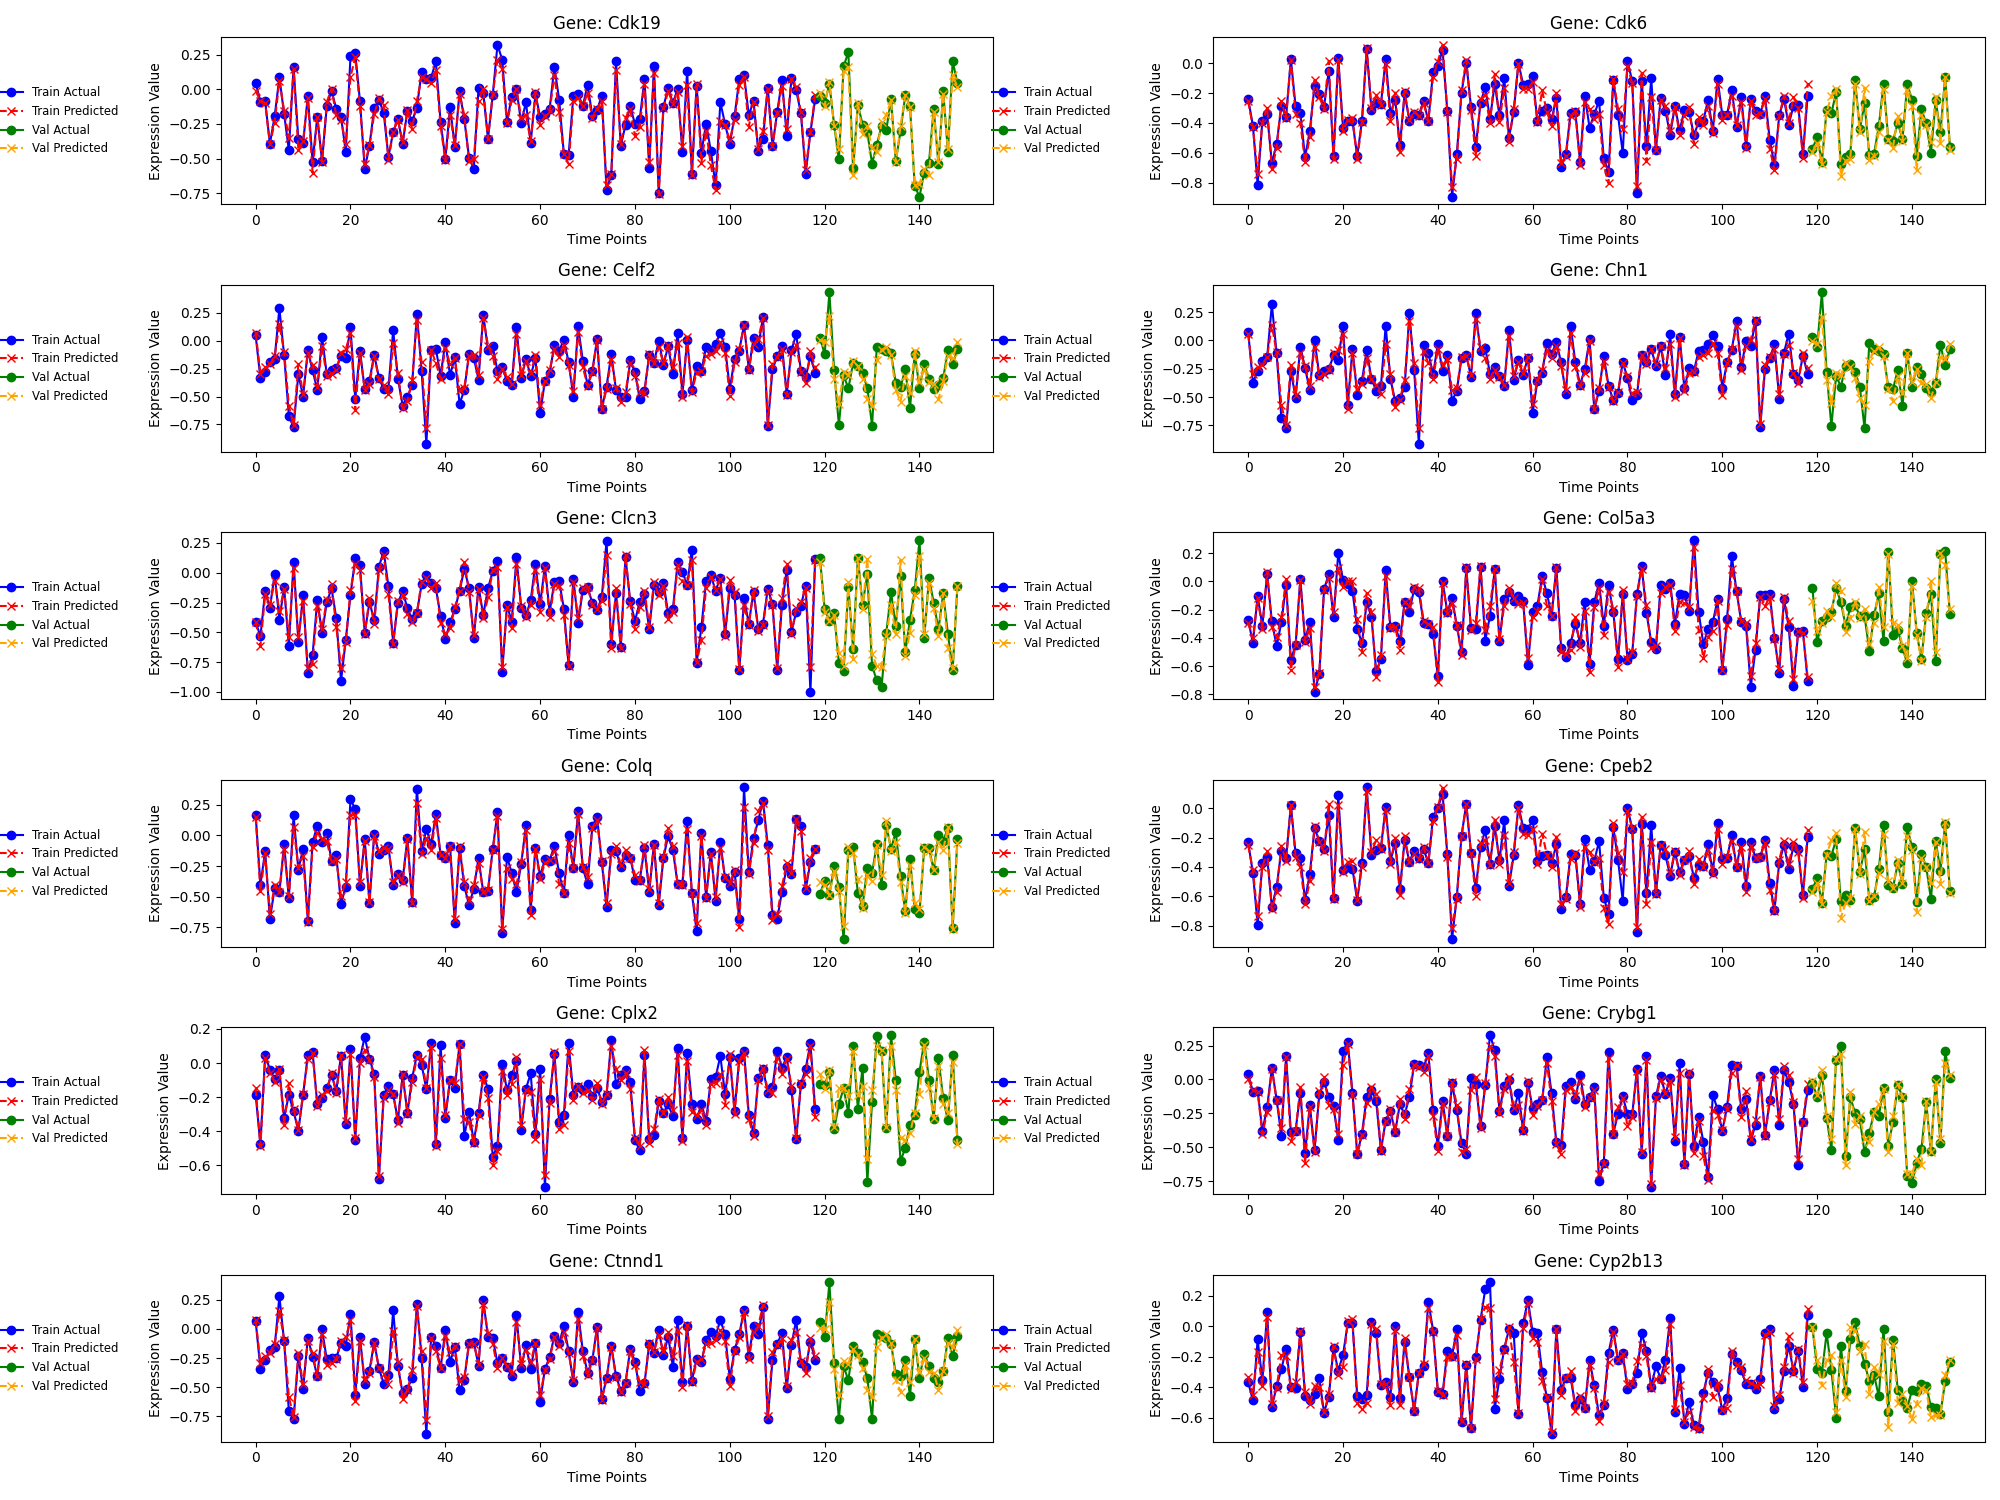 Gene: Cdk19
Expression Value
0.25
0.00
−0.25
−0.50
−0.75
0 20 40 60 80 100 120 140
Time Points
Train Actual
Train Predicted
Val Actual
Val Predicted
Gene: Cdk6
Expression Value
0.0
−0.2
−0.4
−0.6
−0.8
0 20 40 60 80 100 120 140
Time Points
Train Actual
Train Predicted
Val Actual
Val Predicted
Gene: Celf2
Expression Value
0.25
0.00
−0.25
−0.50
−0.75
0 20 40 60 80 100 120 140
Time Points
Train Actual
Train Predicted
Val Actual
Val Predicted
Gene: Chn1
Expression Value
0.25
0.00
−0.25
−0.50
−0.75
0 20 40 60 80 100 120 140
Time Points
Train Actual
Train Predicted
Val Actual
Val Predicted
Gene: Clcn3
Expression Value
0.25
0.00
−0.25
−0.50
−0.75
−1.00
0 20 40 60 80 100 120 140
Time Points
Train Actual
Train Predicted
Val Actual
Val Predicted
Gene: Col5a3
Expression Value
0.2
0.0
−0.2
−0.4
−0.6
−0.8
0 20 40 60 80 100 120 140
Time Points
Train Actual
Train Predicted
Val Actual
Val Predicted
Gene: Colq
Expression Value
0.25
0.00
−0.25
−0.50
−0.75
0 20 40 60 80 100 120 140
Time Points
Train Actual
Train Predicted
Val Actual
Val Predicted
Gene: Cpeb2
Expression Value
0.0
−0.2
−0.4
−0.6
−0.8
0 20 40 60 80 100 120 140
Time Points
Train Actual
Train Predicted
Val Actual
Val Predicted
Gene: Cplx2
Expression Value
0.2
0.0
−0.2
−0.4
−0.6
0 20 40 60 80 100 120 140
Time Points
Train Actual
Train Predicted
Val Actual
Val Predicted
Gene: Crybg1
Expression Value
0.25
0.00
−0.25
−0.50
−0.75
0 20 40 60 80 100 120 140
Time Points
Train Actual
Train Predicted
Val Actual
Val Predicted
Gene: Ctnnd1
Expression Value
0.25
0.00
−0.25
−0.50
−0.75
0 20 40 60 80 100 120 140
Time Points
Train Actual
Train Predicted
Val Actual
Val Predicted
Gene: Cyp2b13
Expression Value
0.2
0.0
−0.2
−0.4
−0.6
0 20 40 60 80 100 120 140
Time Points
Train Actual
Train Predicted
Val Actual
Val Predicted